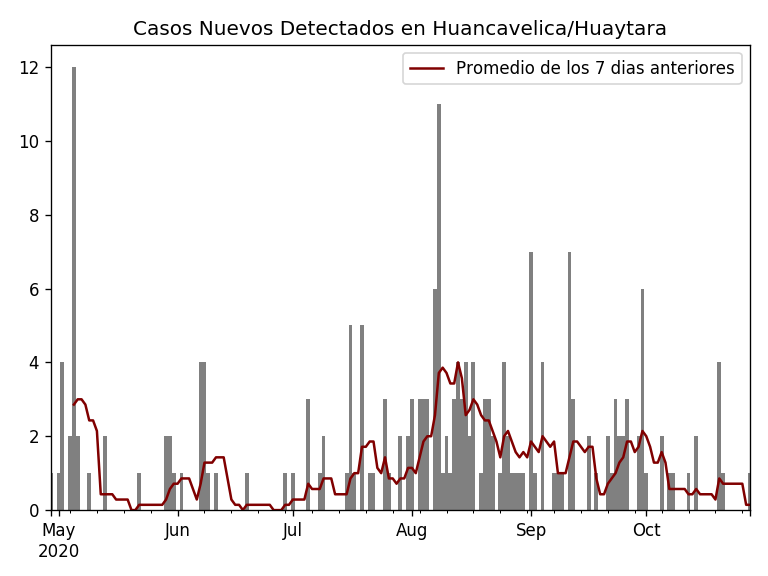 Casos Nuevos Detectados en Huancavelica/Huaytara
Promedio de los 7 dias anteriores
12
10
8
6
4
2
0
May Jun Jul Aug Sep Oct
2020